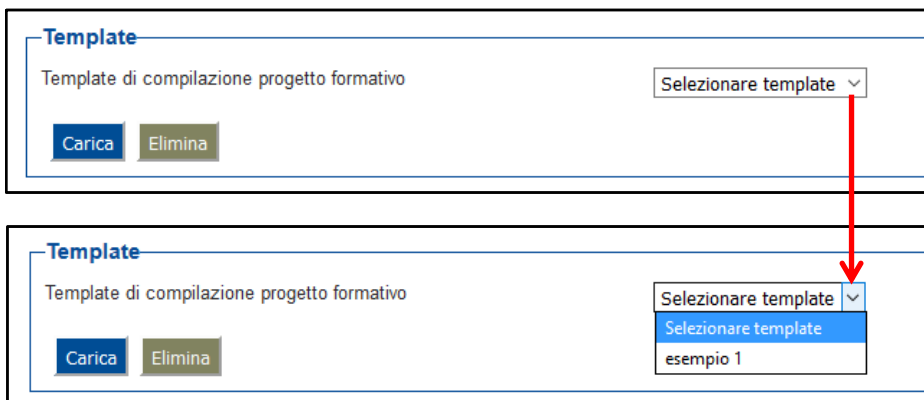 Template
Template di compilazione progetto formativo
Selezionare template
Carica
Elimina
Template
Template di compilazione progetto formativo
Selezionare template
Selezionare template
esempio 1
Carica
Elimina